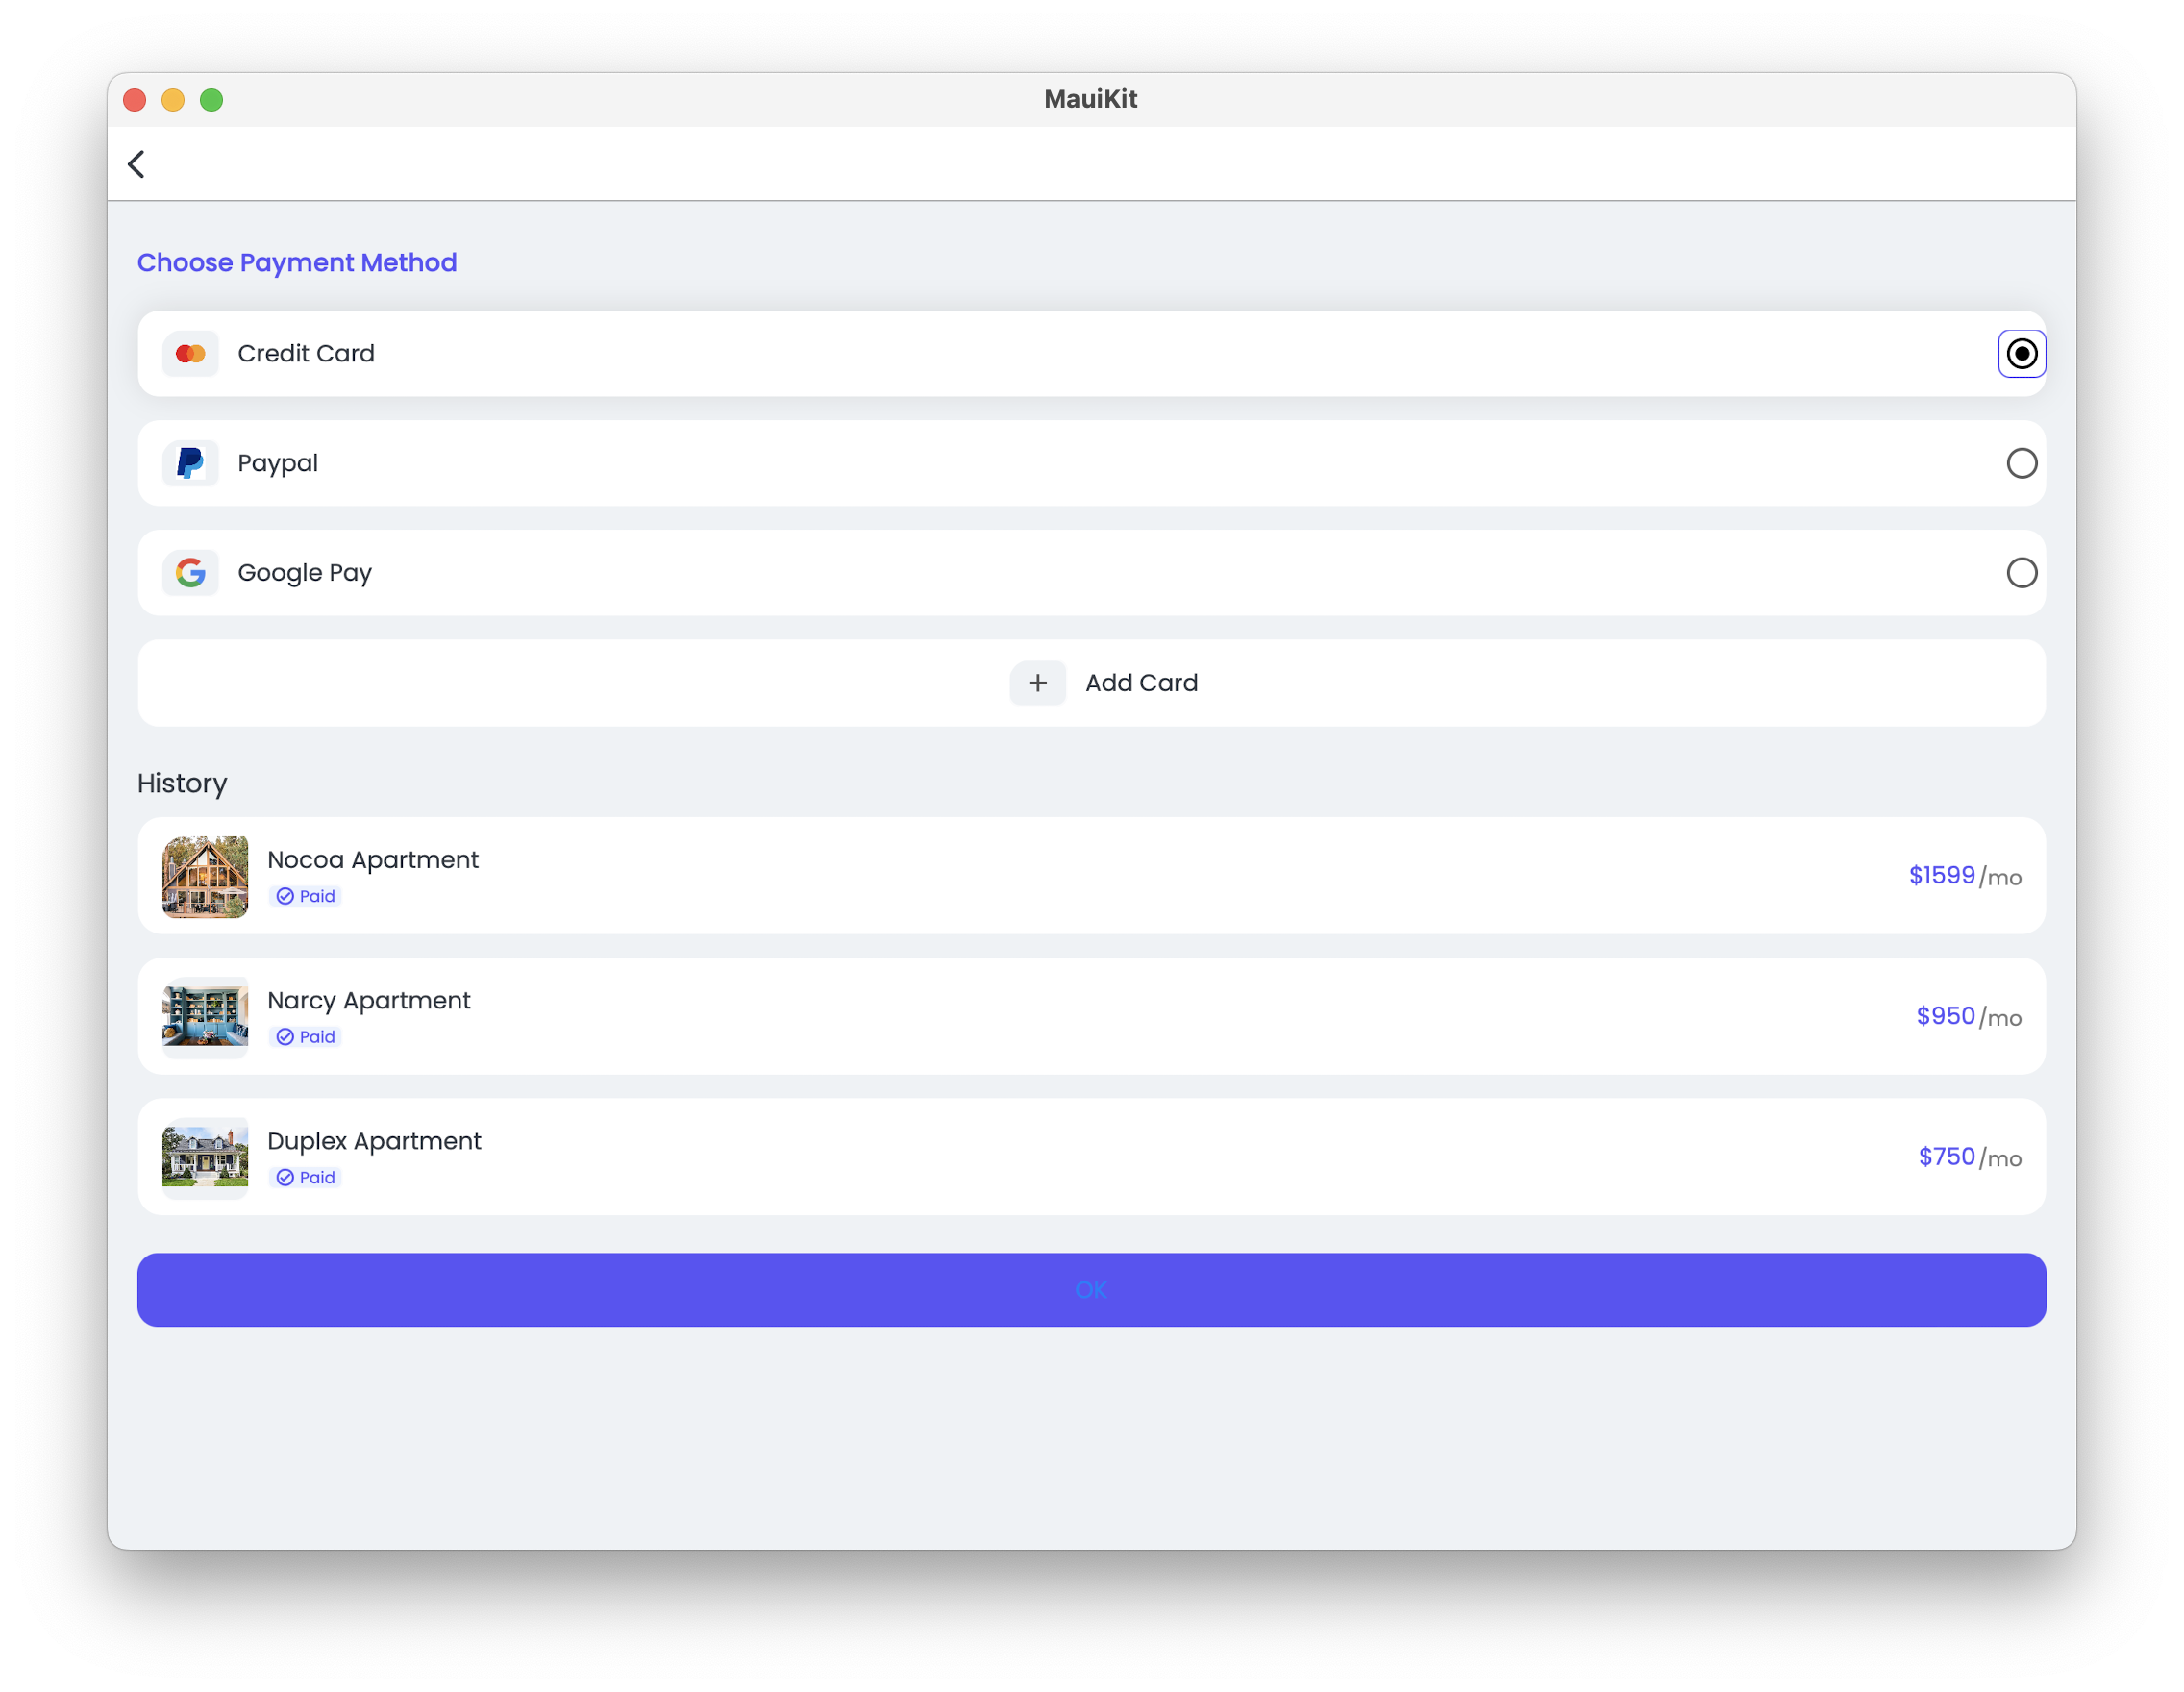 MauiKit
Choose Payment Method
Credit Card
Paypal
Google Pay
+ Add Card
History
Nocoa Apartment
Paid
$1599/mo
Narcy Apartment
Paid
$950/mo
Duplex Apartment
Paid
$750/mo
OK